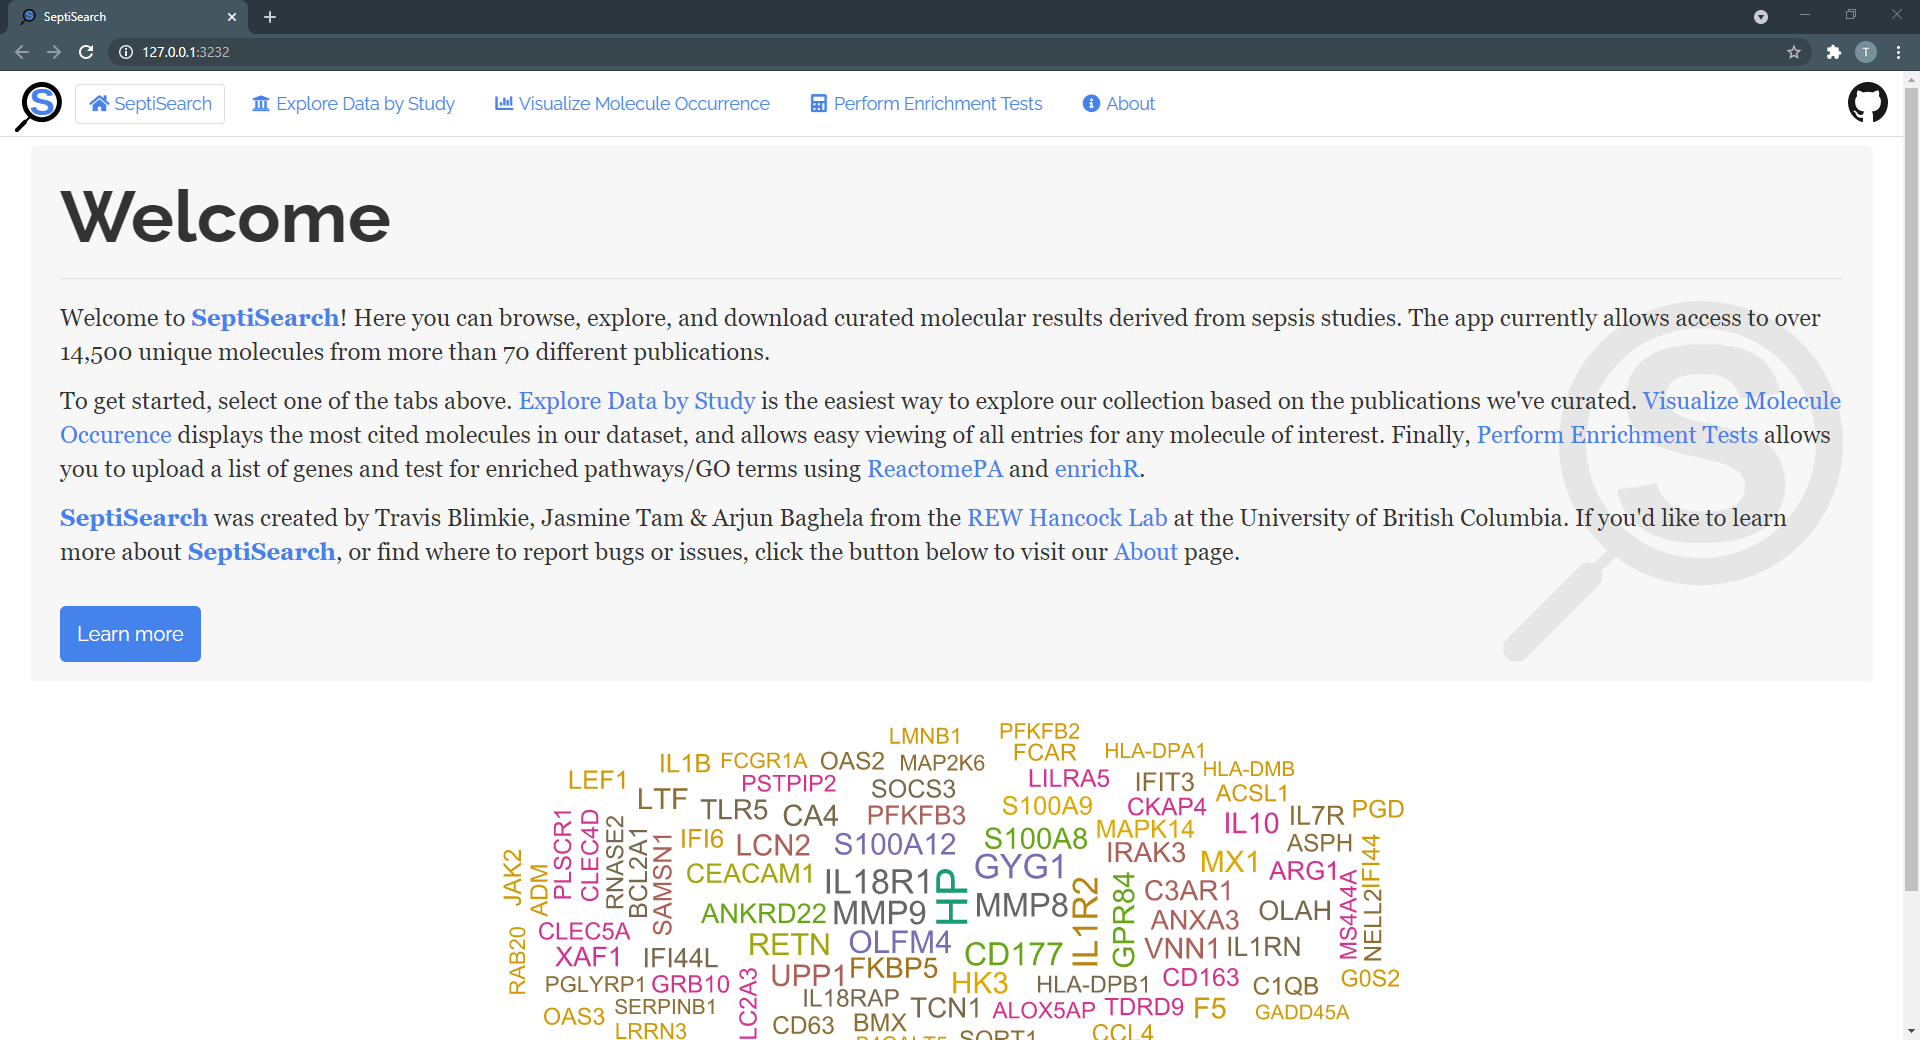 SeptiSearch
127.0.0.1:3232
T
S
SeptiSearch
Explore Data by Study
Visualize Molecule Occurrence
Perform Enrichment Tests
About
Welcome
Welcome to SeptiSearch! Here you can browse, explore, and download curated molecular results derived from sepsis studies. The app currently allows access to over
14,500 unique molecules from more than 70 different publications.
To get started, select one of the tabs above. Explore Data by Study is the easiest way to explore our collection based on the publications we've curated. Visualize Molecule
Occurence displays the most cited molecules in our dataset, and allows easy viewing of all entries for any molecule of interest. Finally, Perform Enrichment Tests allows
you to upload a list of genes and test for enriched pathways/GO terms using ReactomePA and enrichR.
SeptiSearch was created by Travis Blimkie, Jasmine Tam & Arjun Baghela from the REW Hancock Lab at the University of British Columbia. If you'd like to learn
more about SeptiSearch, or find where to report bugs or issues, click the button below to visit our About page.
S
Learn more
LMNB1 PFKFB2
IL1B FCGR1A OAS2 MAP2K6 FCAR HLA-DPA1
LEF1 PSTPIP2 SOCS3 LILRA5 IFIT3 HLA-DMB
LTF TLR5 CA4 PFKFB3 S100A9 CKAP4 ACSL1 IL7R PGD
PLSCR1 CLEC4D RNASE2 BCL2A1 SAMSN1 IFI6 LCN2 S100A12 S100A8 MAPK14 IL10 ASPH IFI44
JAK2 ADM CEACAM1 IL18R1 GYG1 IRAK3 MX1 ARG1
ANKRD22 MMP9 HP MMP8 IL1R2 GPR84 C3AR1 ANXA3 OLAH MS4A4A NELL2
RAB20 CLEC5A RETN OLFM4 CD177 VNN1 IL1RN
XAF1 IFI44L UPP1 FKBP5 HK3 HLA-DPB1 CD163 C1QB G0S2
PGLYRP1 GRB10 LC2A3 IL18RAP TCN1 ALOX5AP TDRD9 F5 GADD45A
OAS3 SERPINB1 CD63 BMX CCL4
LRRN3